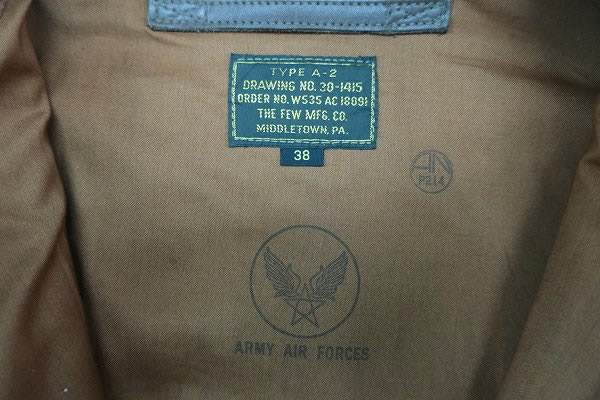 TYPE A-2
DRAWING NO. 30-1415
ORDER NO. W535 AC 18091
THE FEW MFG. CO.
MIDDLETOWN, PA.
38
AN
P214
ARMY AIR FORCES